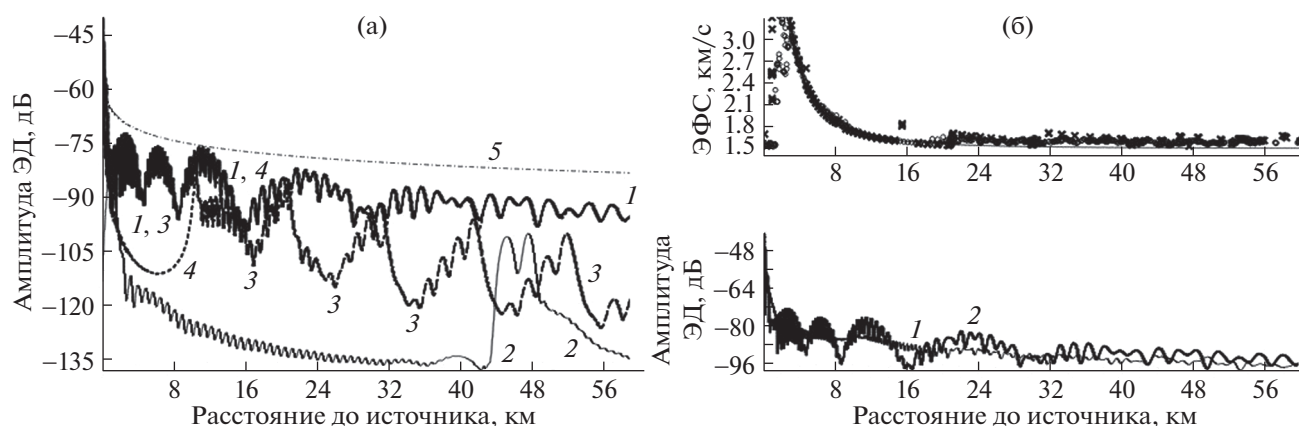 (а)
Амплитуда ЭД, дБ
−45
−60
−75
−90
−105
−120
−135
1, 3
4
1, 4
3
3
3
5
1
3
2
2
8 16 24 32 40 48 56
Расстояние до источника, км
(б)
ЭФС, км/с
3.0
2.7
2.4
2.1
1.8
1.5
8 16 24 32 40 48
Амплитуда
ЭД, дБ
−48
−64
−80
−96
1
2
8 16 24 32 40 48
Расстояние до источника, км